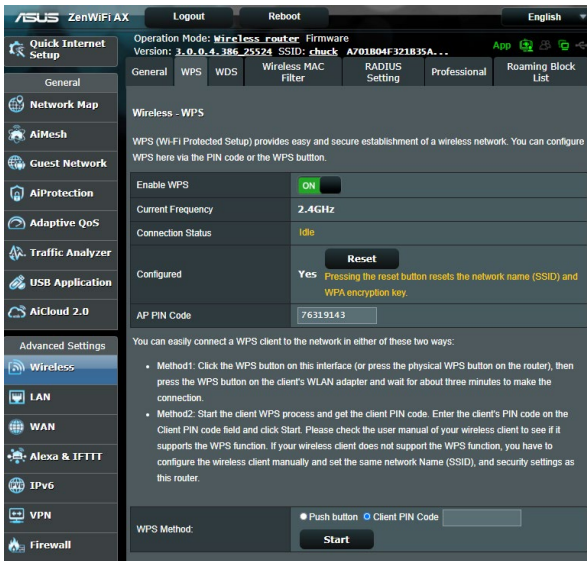 ASUS ZenWiFi AX Logout Reboot English
Quick Internet Setup
Operation Mode: Wireless router Firmware
Version: 3.0.0.4.386_25524 SSID: chuck A701B04F321B35A...
App
General
Network Map
AiMesh
Guest Network
AiProtection
Adaptive QoS
Traffic Analyzer
USB Application
AiCloud 2.0
Advanced Settings
Wireless
LAN
WAN
Alexa & IFTTT
IPv6
VPN
Firewall
General WPS WDS Wireless MAC Filter RADIUS Setting Professional Roaming Block List
Wireless - WPS
WPS (Wi-Fi Protected Setup) provides easy and secure establishment of a wireless network. You can configure
WPS here via the PIN code or the WPS buttton.
Enable WPS ON
Current Frequency 2.4GHz
Connection Status Idle
Configured Yes Reset
Pressing the reset button resets the network name (SSID) and
WPA encryption key.
AP PIN Code 76319143
You can easily connect a WPS client to the network in either of these two ways:
• Method1: Click the WPS button on this interface (or press the physical WPS button on the router), then
press the WPS button on the client's WLAN adapter and wait for about three minutes to make the
connection.
• Method2: Start the client WPS process and get the client PIN code. Enter the client's PIN code on the
Client PIN code field and click Start. Please check the user manual of your wireless client to see if it
supports the WPS function. If your wireless client does not support the WPS function, you have to
configure the wireless client manually and set the same network Name (SSID), and security settings as
this router.
WPS Method: Push button Client PIN Code
Start